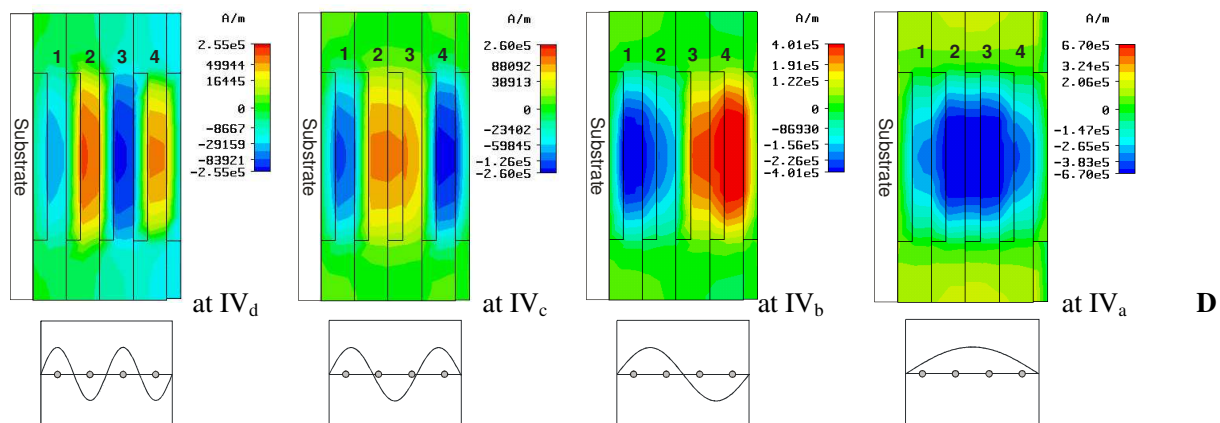 A/m
2.55e5
49944
16445
0
-8667
-29159
-83921
-2.55e5
1 2 3 4
Substrate
at IVd
A/m
2.60e5
88092
38913
0
-23402
-59845
-1.26e5
-2.60e5
1 2 3 4
Substrate
at IVc
A/m
4.01e5
1.91e5
1.22e5
0
-86930
-1.56e5
-2.26e5
-4.01e5
1 2 3 4
Substrate
at IVb
A/m
6.70e5
3.24e5
2.06e5
0
-1.47e5
-2.65e5
-3.83e5
-6.70e5
1 2 3 4
Substrate
at IVa
D